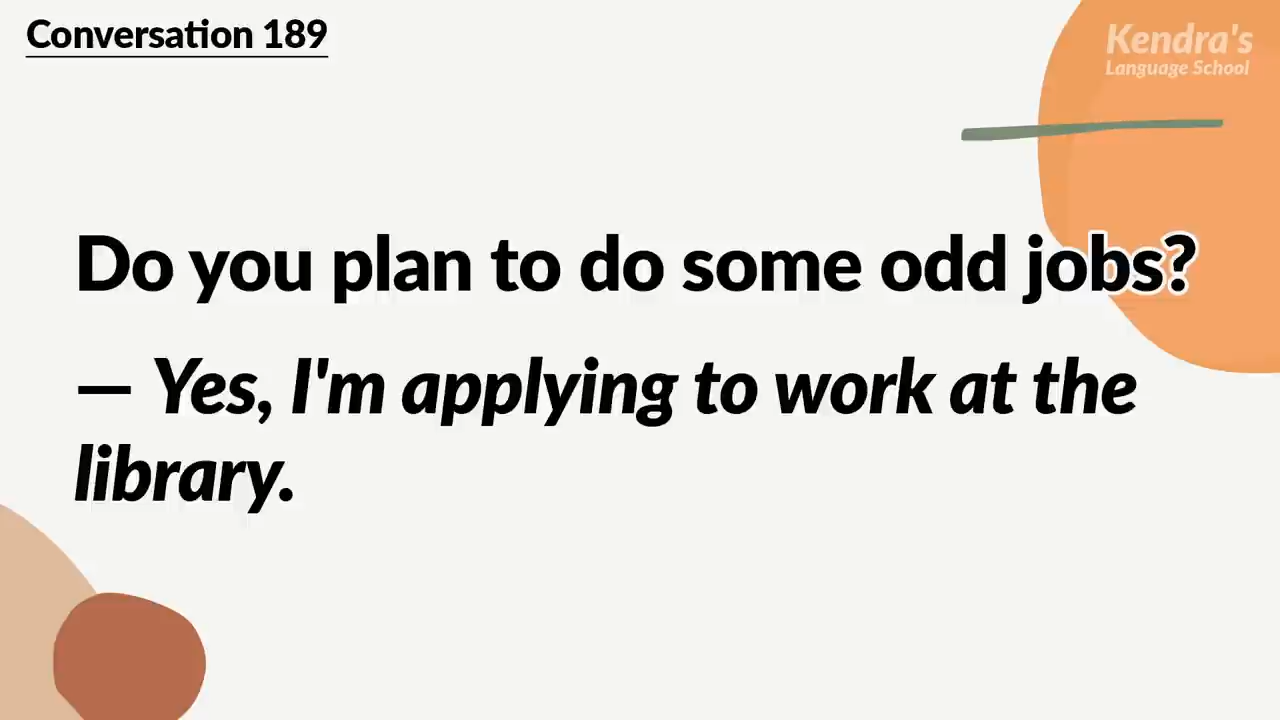 Conversation 189
Kendra's
Language School
Do you plan to do some odd jobs?
— Yes, I'm applying to work at the
library.